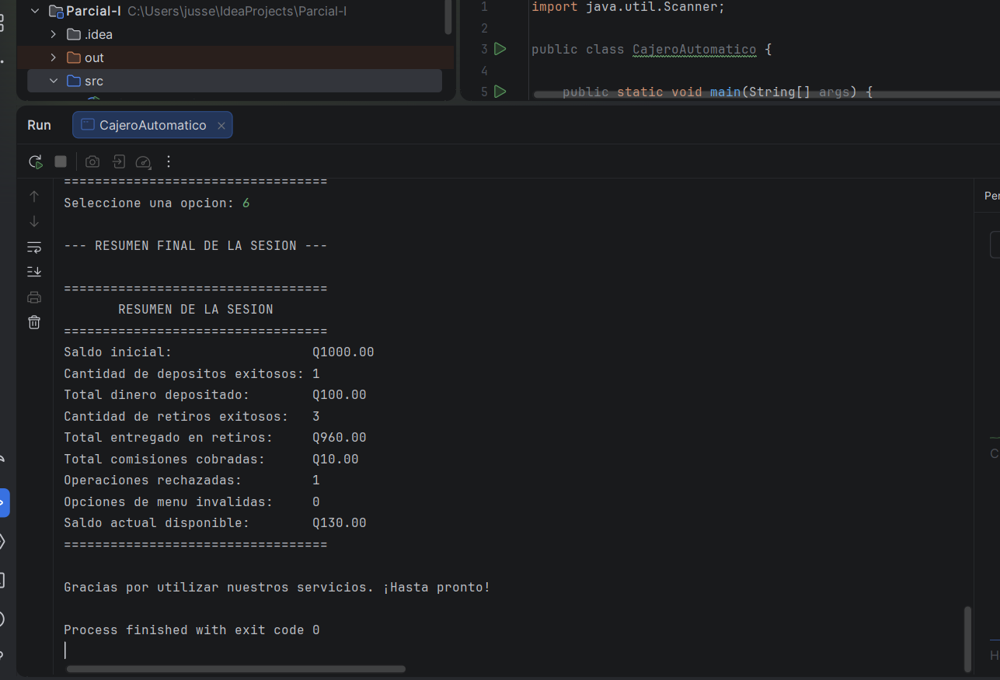 Parcial-I C:\Users\jusse\IdeaProjects\Parcial-I
.idea
out
src
1 import java.util.Scanner;
2
3 public class CajeroAutomatico {
4
5 public static void main(String[] args) {
Run CajeroAutomatico
==================================
Seleccione una opcion: 6
--- RESUMEN FINAL DE LA SESION ---
==================================
RESUMEN DE LA SESION
==================================
Saldo inicial: Q1000.00
Cantidad de depositos exitosos: 1
Total dinero depositado: Q100.00
Cantidad de retiros exitosos: 3
Total entregado en retiros: Q960.00
Total comisiones cobradas: Q10.00
Operaciones rechazadas: 1
Opciones de menu invalidas: 0
Saldo actual disponible: Q130.00
==================================
Gracias por utilizar nuestros servicios. ¡Hasta pronto!
Process finished with exit code 0